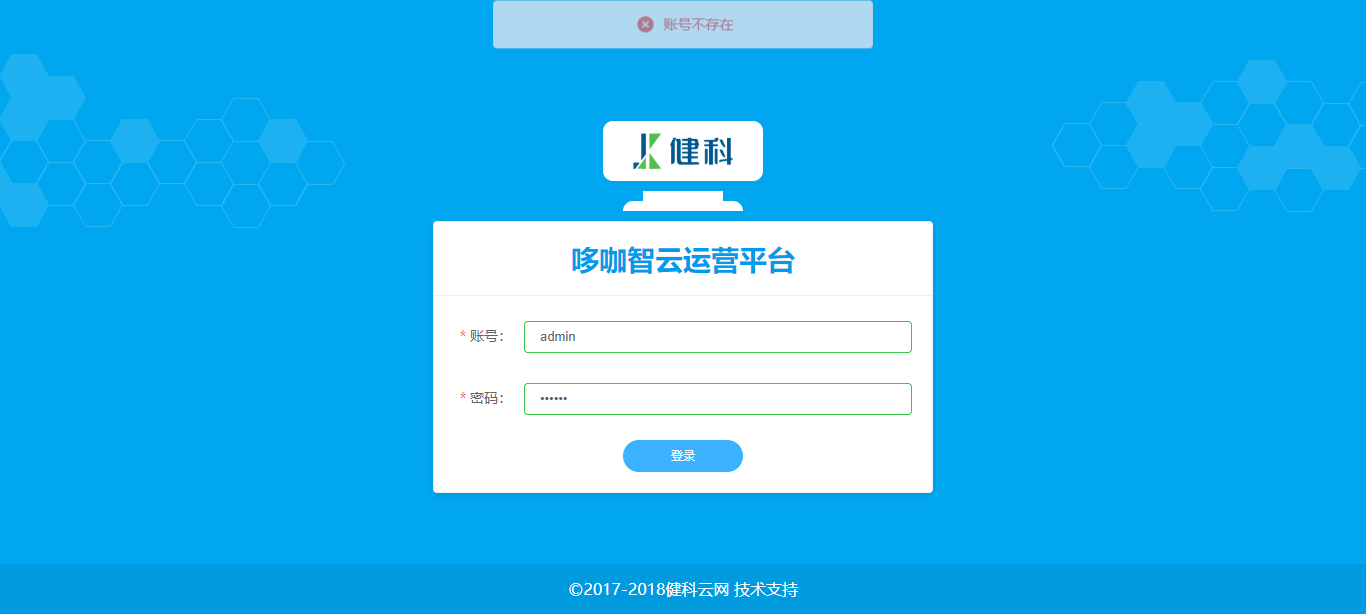 账号不存在
健科
哆咖智云运营平台
* 账号：
admin
* 密码：
••••••
登录
©2017-2018健科云网 技术支持